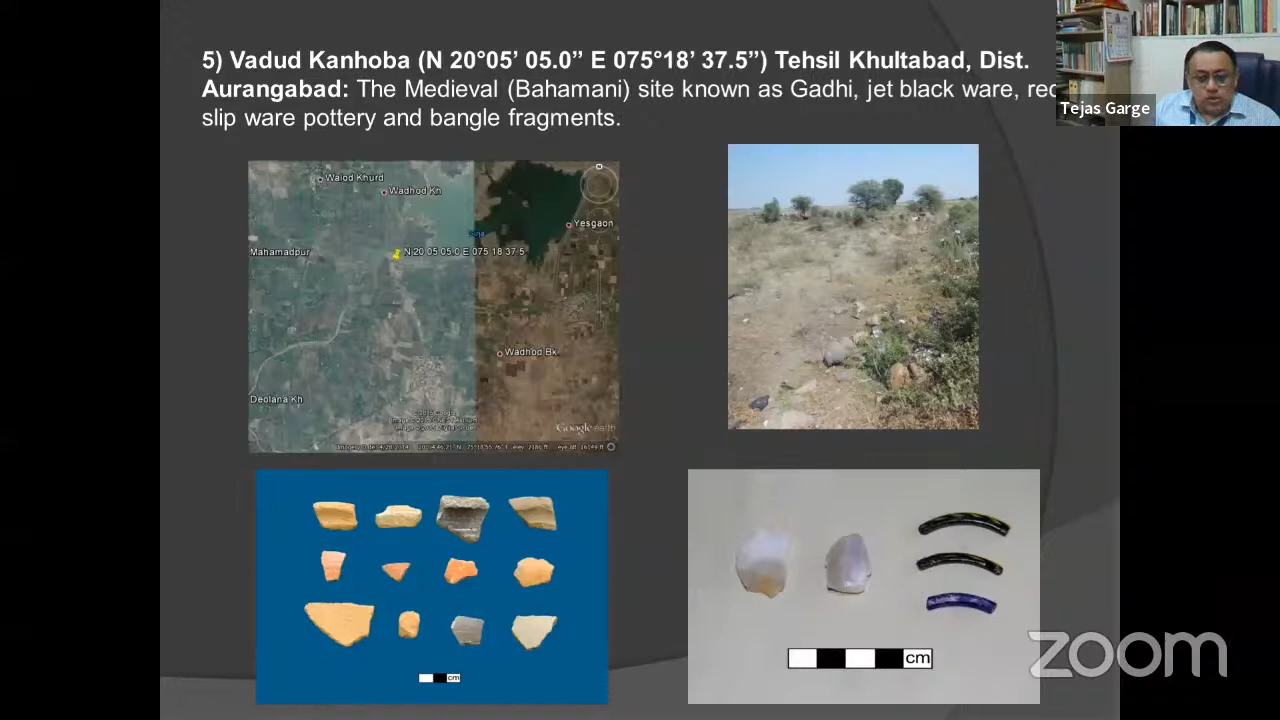 5) Vadud Kanhoba (N 20°05’ 05.0” E 075°18’ 37.5”) Tehsil Khultabad, Dist.
Aurangabad: The Medieval (Bahamani) site known as Gadhi, jet black ware, red
slip ware pottery and bangle fragments.
Tejas Garge
Walod Khurd
Wadhod Kh
Yesgaon
Mahamadpur
N 20 05 05.0 E 075 18 37.5
Wadhod Bk
Deolana Kh
Google earth
cm
cm
zoom